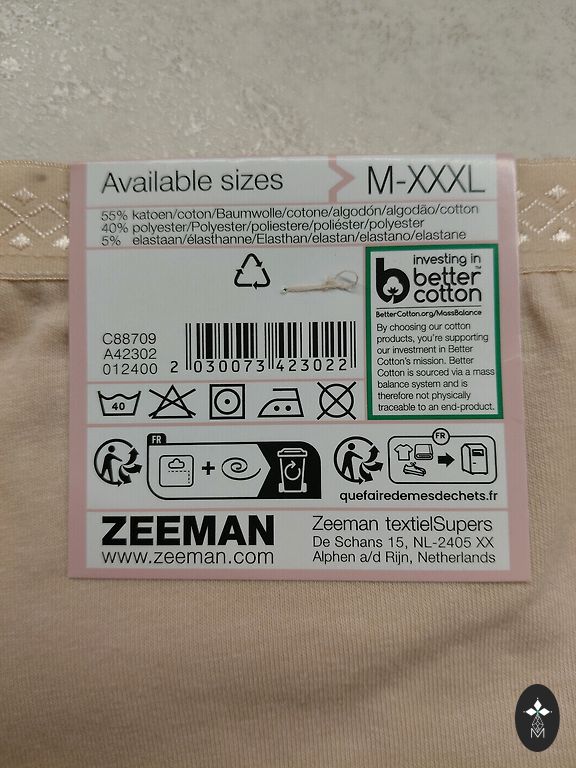 Available sizes
M-XXXL
55% katoen/coton/Baumwolle/cotone/algodón/algodão/cotton
40% polyester/Polyester/poliestere/poliéster/polyester
5% elastaan/élasthanne/Elasthan/elastan/elastano/elastane
investing in
better
cotton™
BetterCotton.org/MassBalance
By choosing our cotton
products, you're supporting
our investment in Better
Cotton's mission. Better
Cotton is sourced via a mass
balance system and is
therefore not physically
traceable to an end-product.
C88709
A42302
012400
2 030073 423022
40
FR
+
FR
quefairedemesdechets.fr
ZEEMAN
www.zeeman.com
Zeeman textielSupers
De Schans 15, NL-2405 XX
Alphen a/d Rijn, Netherlands
M